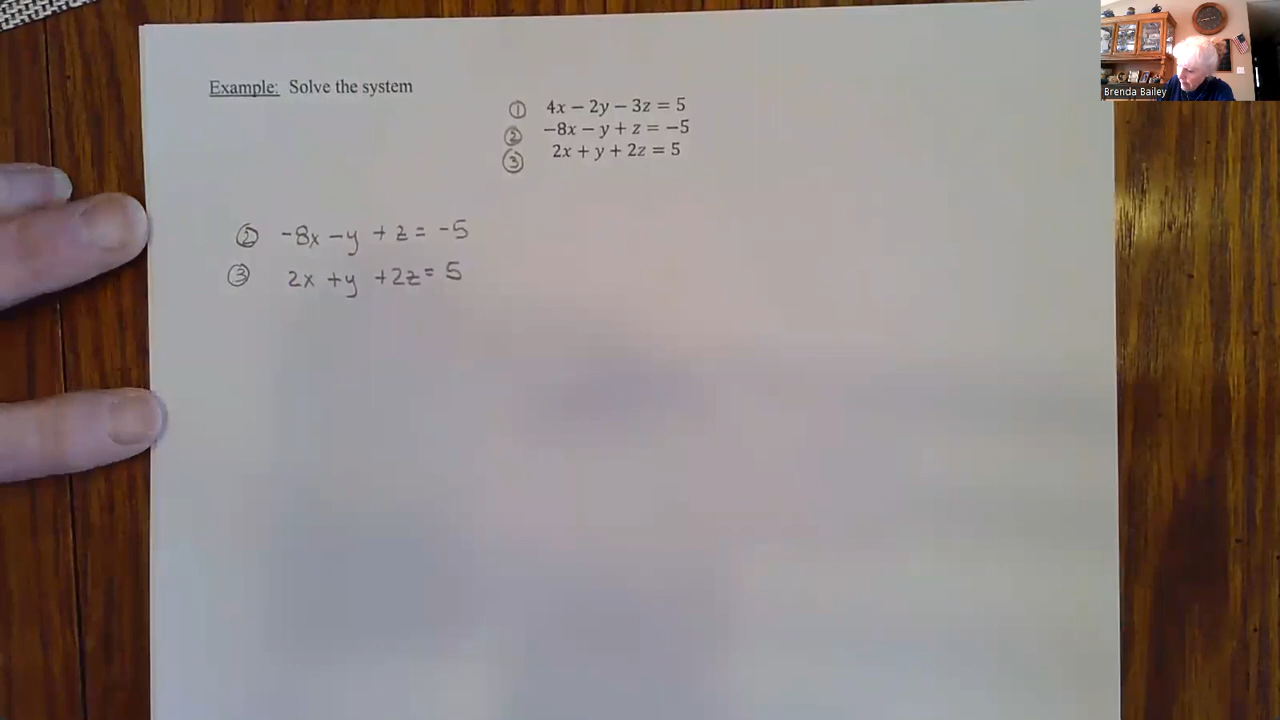 Brenda Bailey
Example: Solve the system
① 4x − 2y − 3z = 5
② −8x − y + z = −5
③ 2x + y + 2z = 5
② -8x -y +z = -5
③ 2x +y +2z = 5